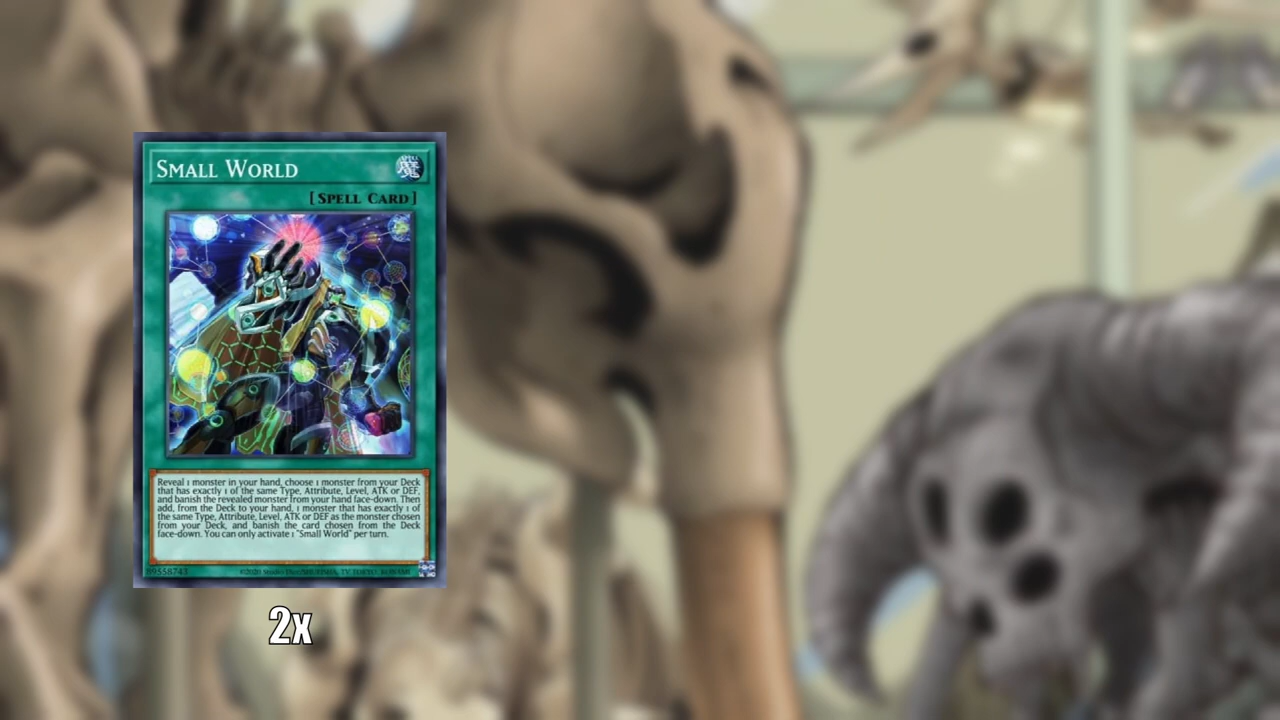 Small World
[Spell Card]
Reveal 1 monster in your hand, choose 1 monster from your Deck
that has exactly 1 of the same Type, Attribute, Level, ATK or DEF,
and banish the revealed monster from your hand face-down. Then
add, from the Deck to your hand, 1 monster that has exactly 1 of
the same Type, Attribute, Level, ATK or DEF as the monster chosen
from your Deck, and banish the card chosen from the Deck
face-down. You can only activate 1 "Small World" per turn.
89558743
2x